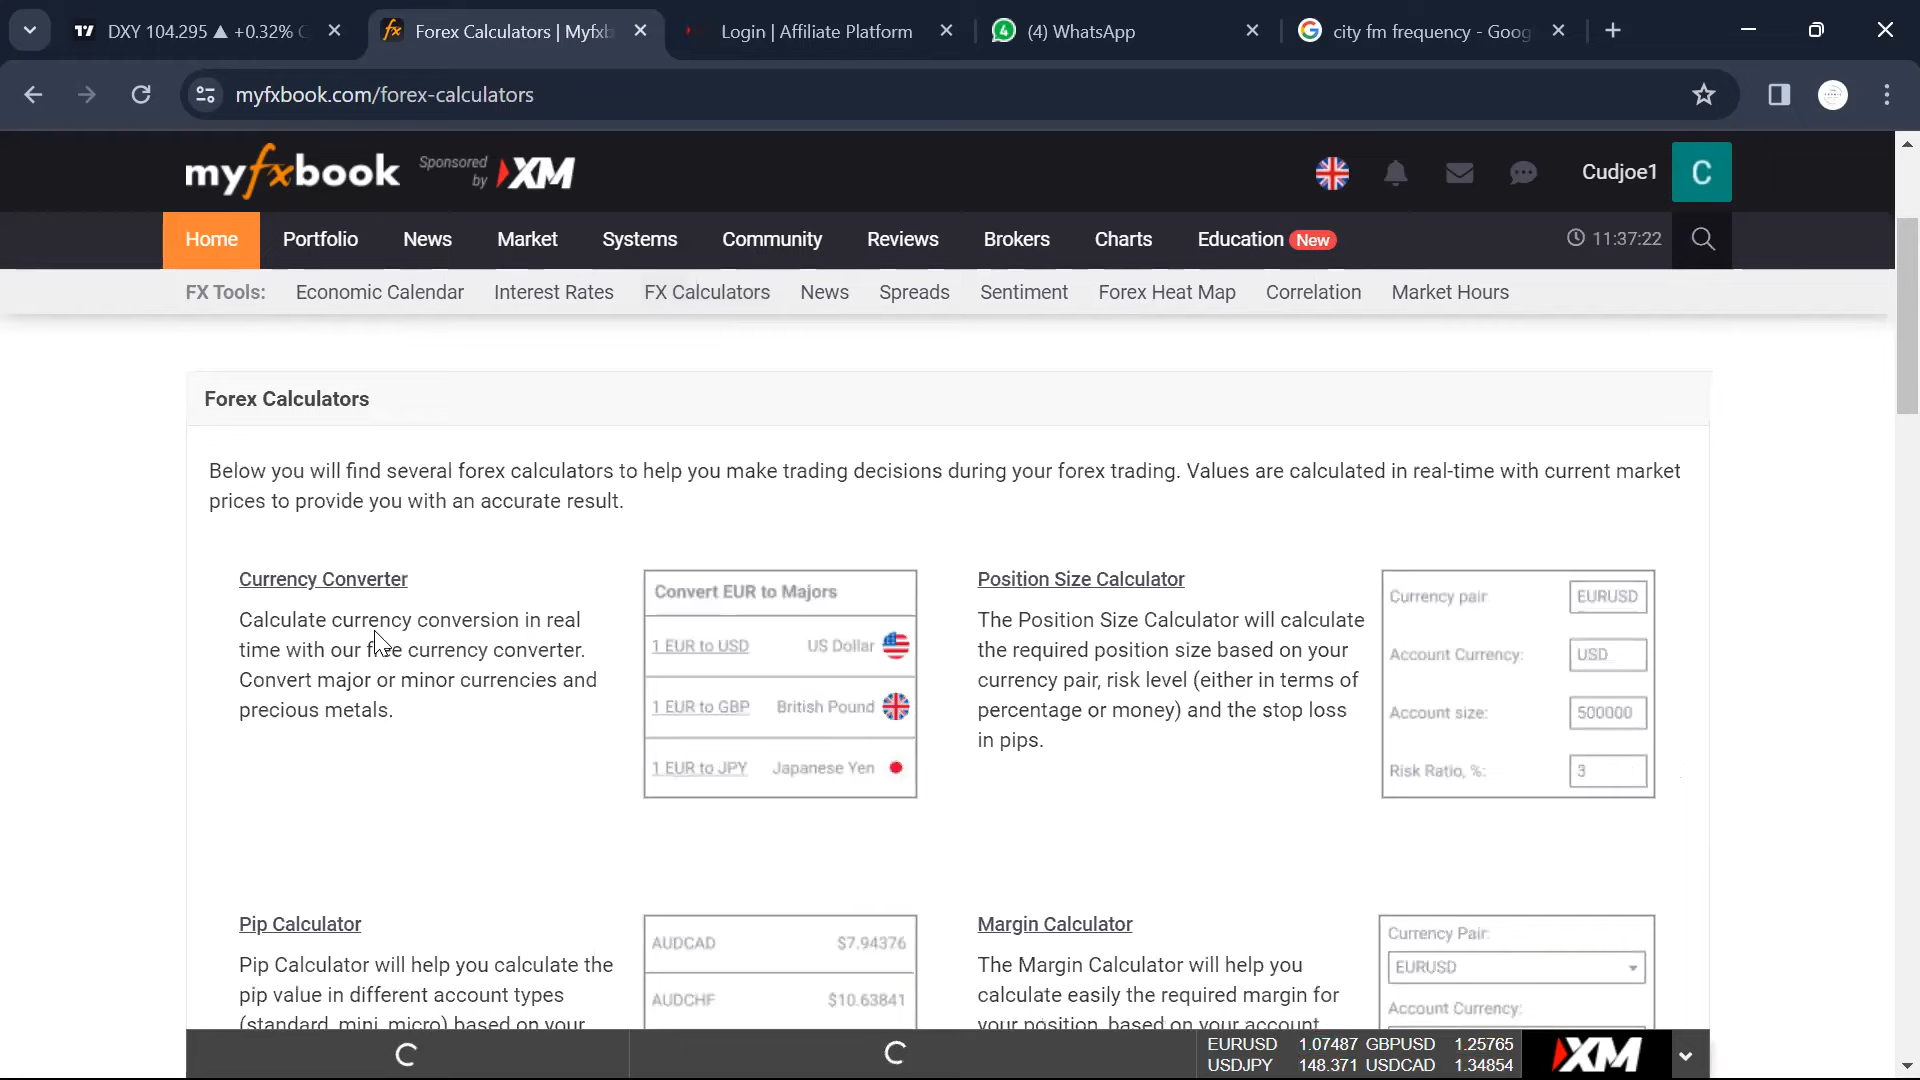 DXY 104.295 ▲ +0.32%
Forex Calculators | Myfxb
Login | Affiliate Platform
(4) WhatsApp
city fm frequency - Goog
myfxbook.com/forex-calculators
myfxbook Sponsored by XM
Cudjoe1 C
Home Portfolio News Market Systems Community Reviews Brokers Charts Education New 11:37:22
FX Tools: Economic Calendar Interest Rates FX Calculators News Spreads Sentiment Forex Heat Map Correlation Market Hours
Forex Calculators
Below you will find several forex calculators to help you make trading decisions during your forex trading. Values are calculated in real-time with current market
prices to provide you with an accurate result.
Currency Converter
Calculate currency conversion in real
time with our free currency converter.
Convert major or minor currencies and
precious metals.
Convert EUR to Majors
1 EUR to USD US Dollar
1 EUR to GBP British Pound
1 EUR to JPY Japanese Yen
Position Size Calculator
The Position Size Calculator will calculate
the required position size based on your
currency pair, risk level (either in terms of
percentage or money) and the stop loss
in pips.
Currency pair EURUSD
Account Currency: USD
Account size: 500000
Risk Ratio, %: 3
Pip Calculator
Pip Calculator will help you calculate the
pip value in different account types
(standard, mini, micro) based on your
AUDCAD $7.94376
AUDCHF $10.63841
Margin Calculator
The Margin Calculator will help you
calculate easily the required margin for
your position, based on your account
Currency Pair:
EURUSD
Account Currency:
EURUSD 1.07487 GBPUSD 1.25765
USDJPY 148.371 USDCAD 1.34854
XM